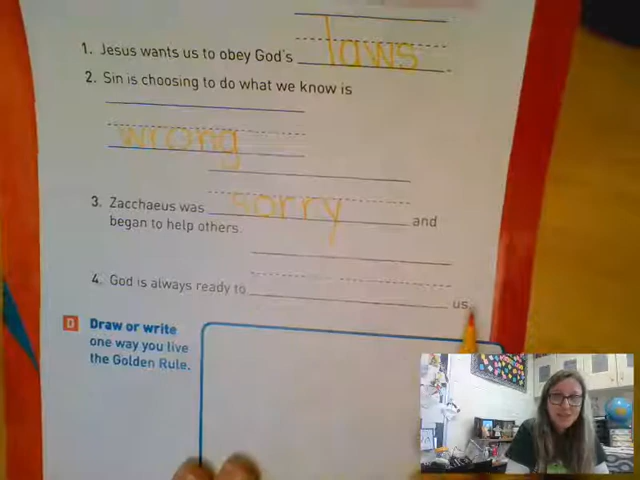 1. Jesus wants us to obey God's laws.
2. Sin is choosing to do what we know is
wrong
3. Zacchaeus was sorry and
began to help others.
4. God is always ready to ____ us.
D Draw or write
one way you live
the Golden Rule.